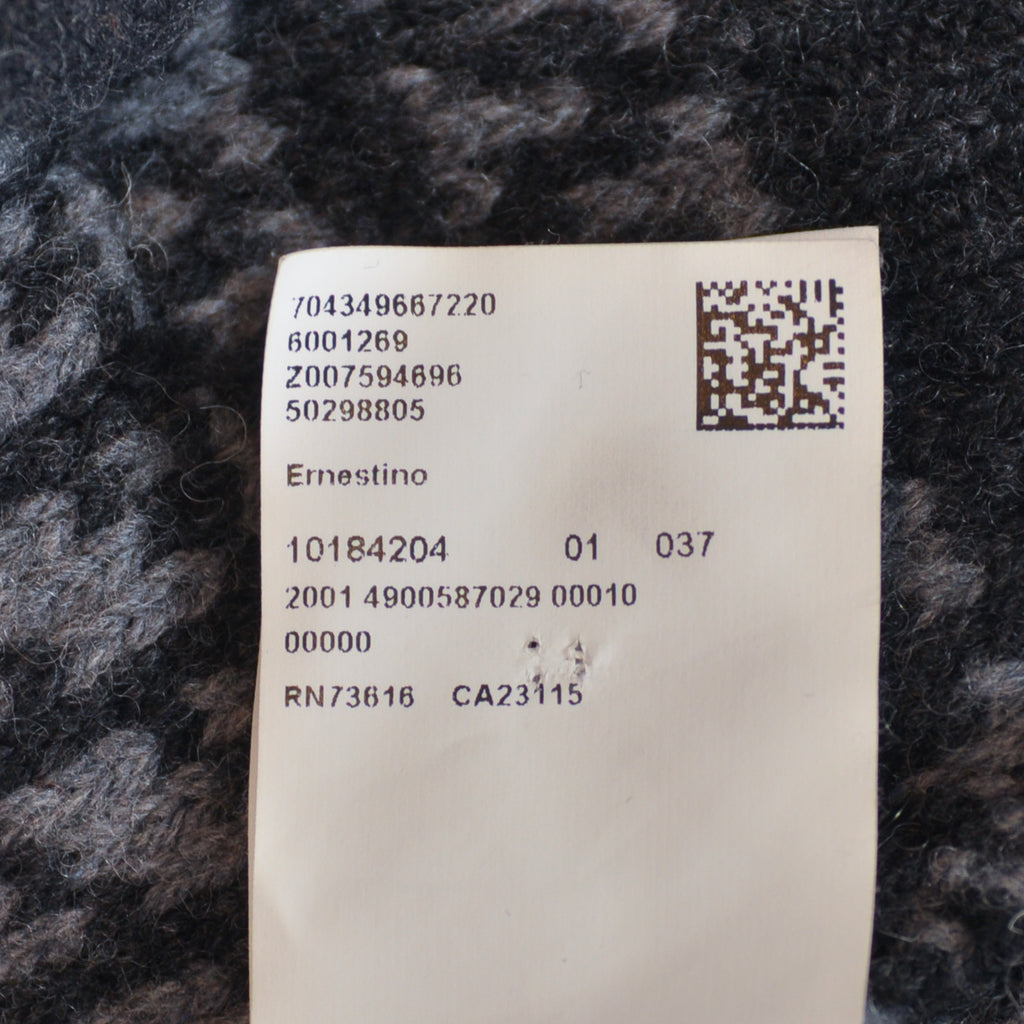 704349667220
6001269
Z007594696
50298805
Ernestino
10184204 01 037
2001 4900587029 00010
00000
RN73616 CA23115